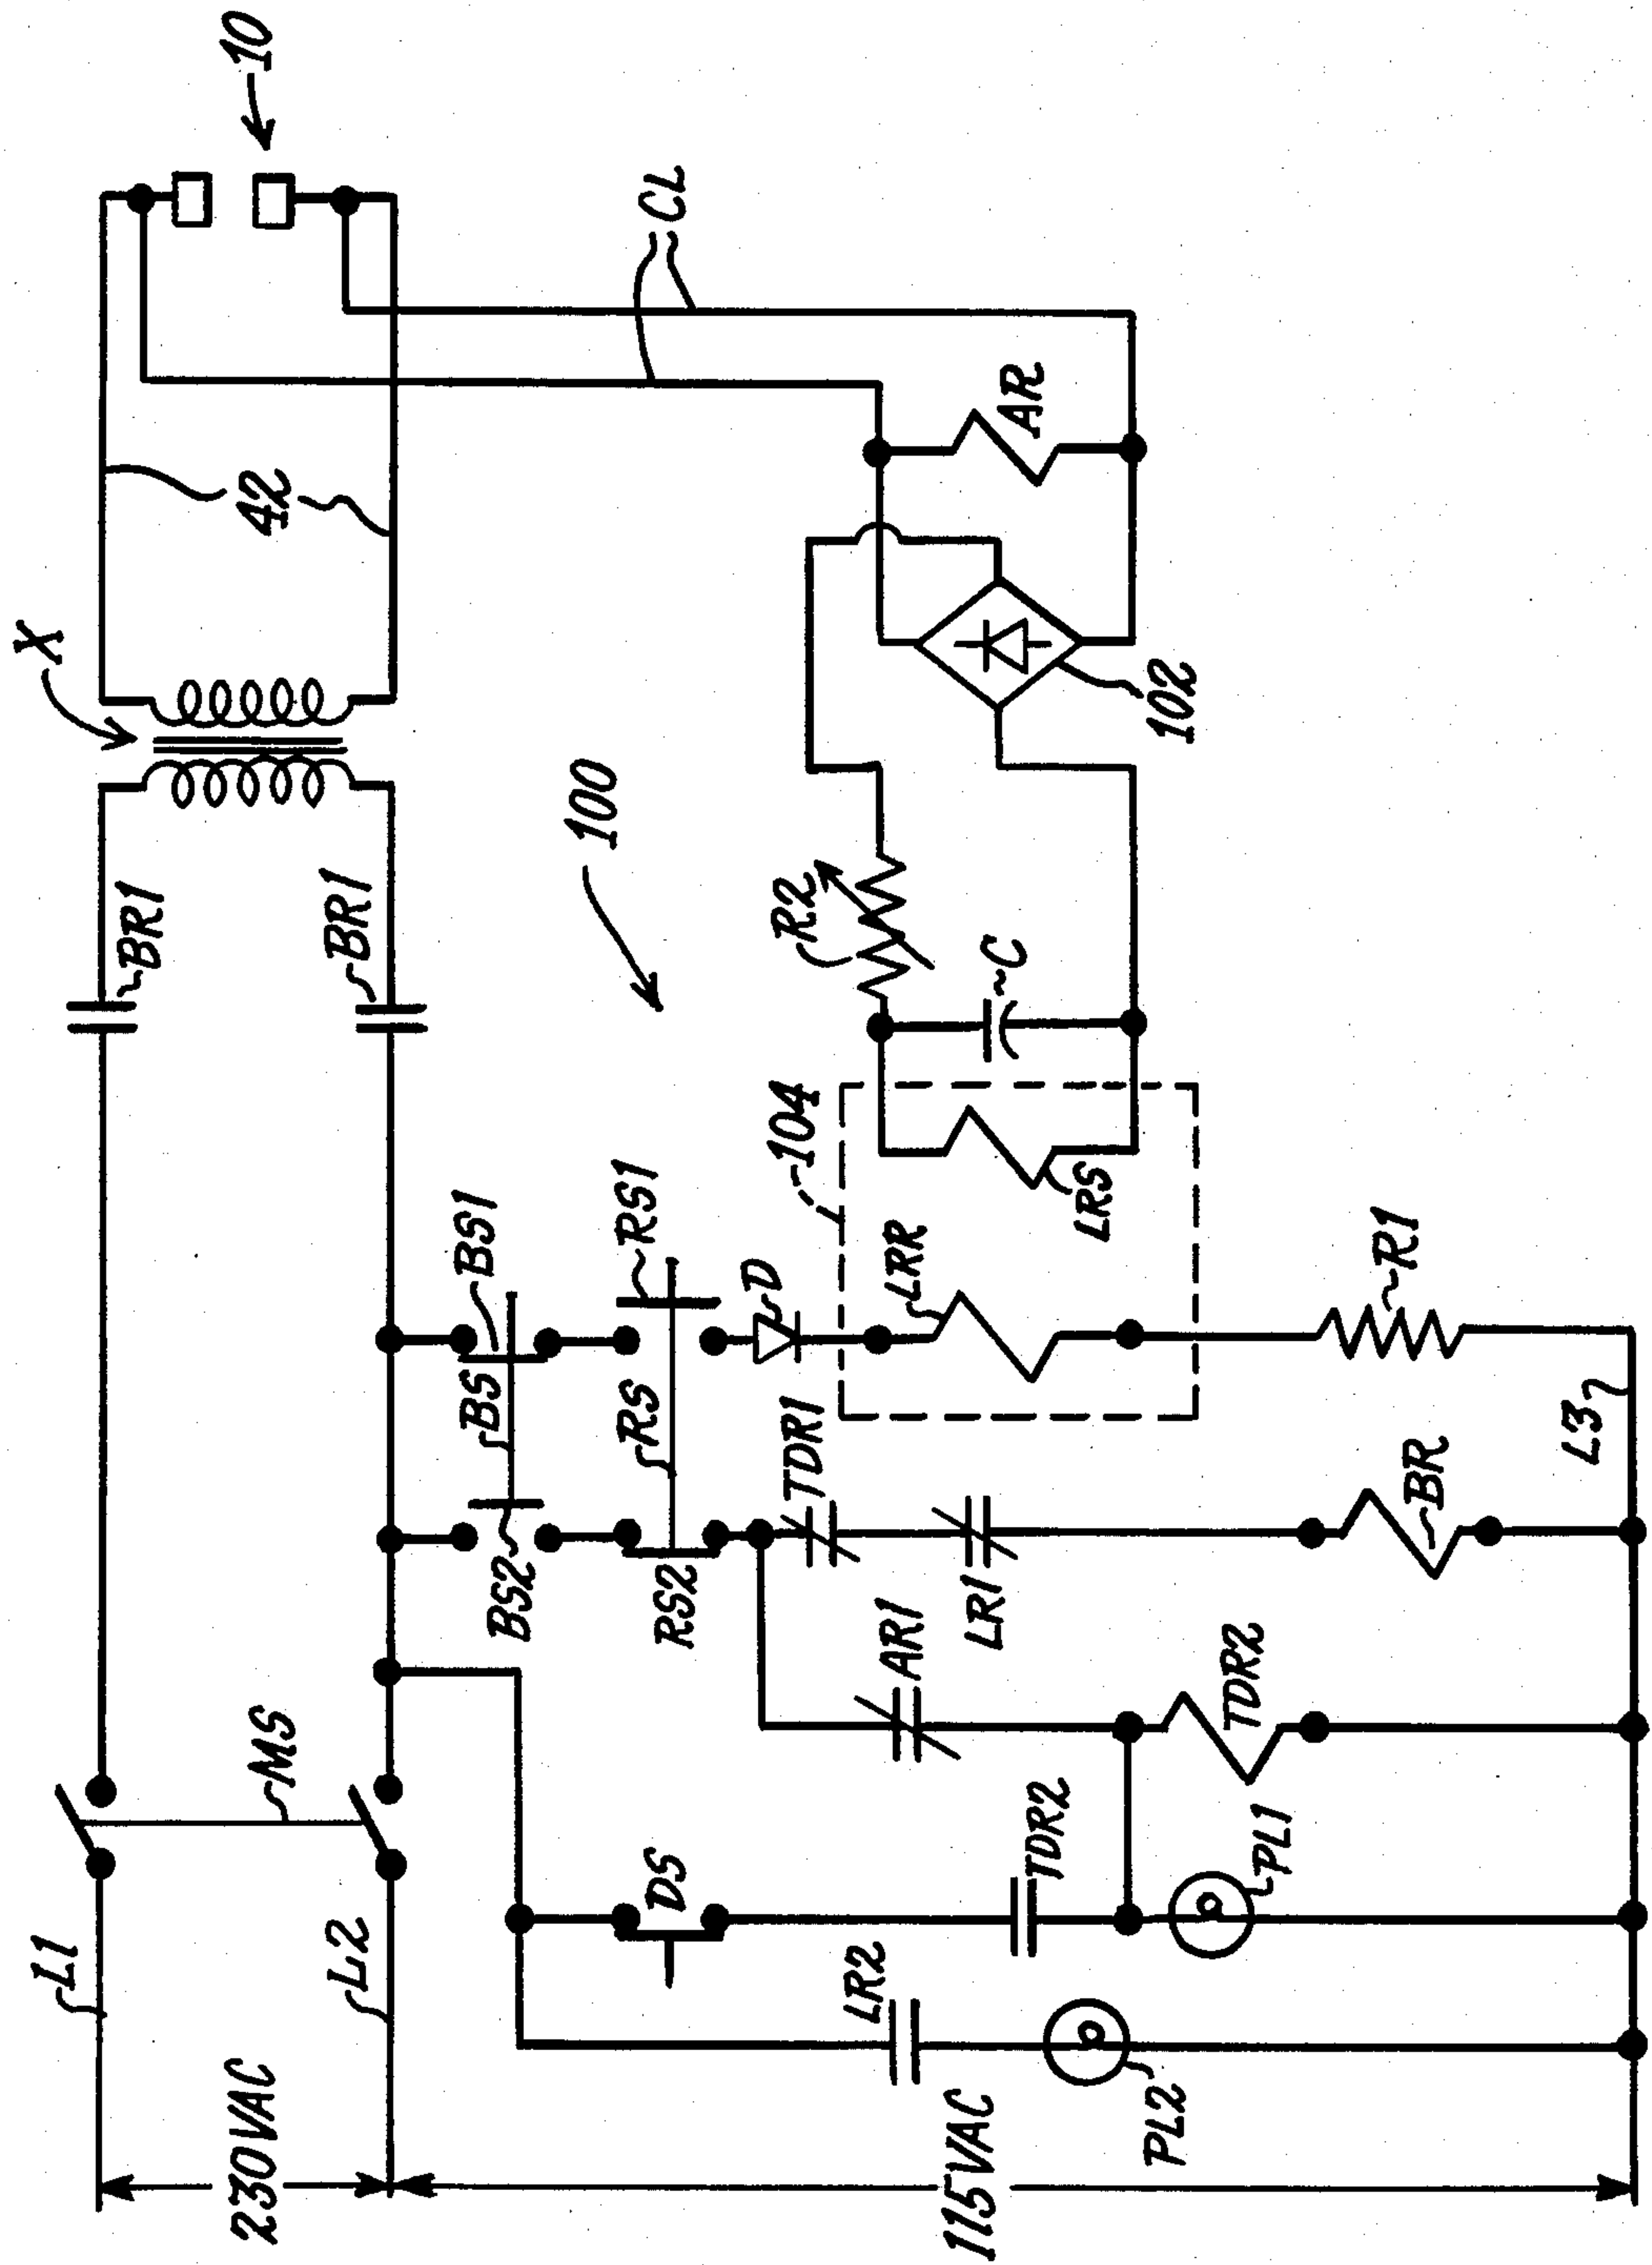 10
X
42
CL
BR1
BR1
100
AR
102
R2
C
104
LRS
BS1
BS
BS2
RS1
RS
RS2
D
LRR
TDR1
LR1
R1
L3
BR
AR1
TDR2
MS
L1
L2
DS
TDR2
PL1
LR2
PL2
230VAC
115VAC